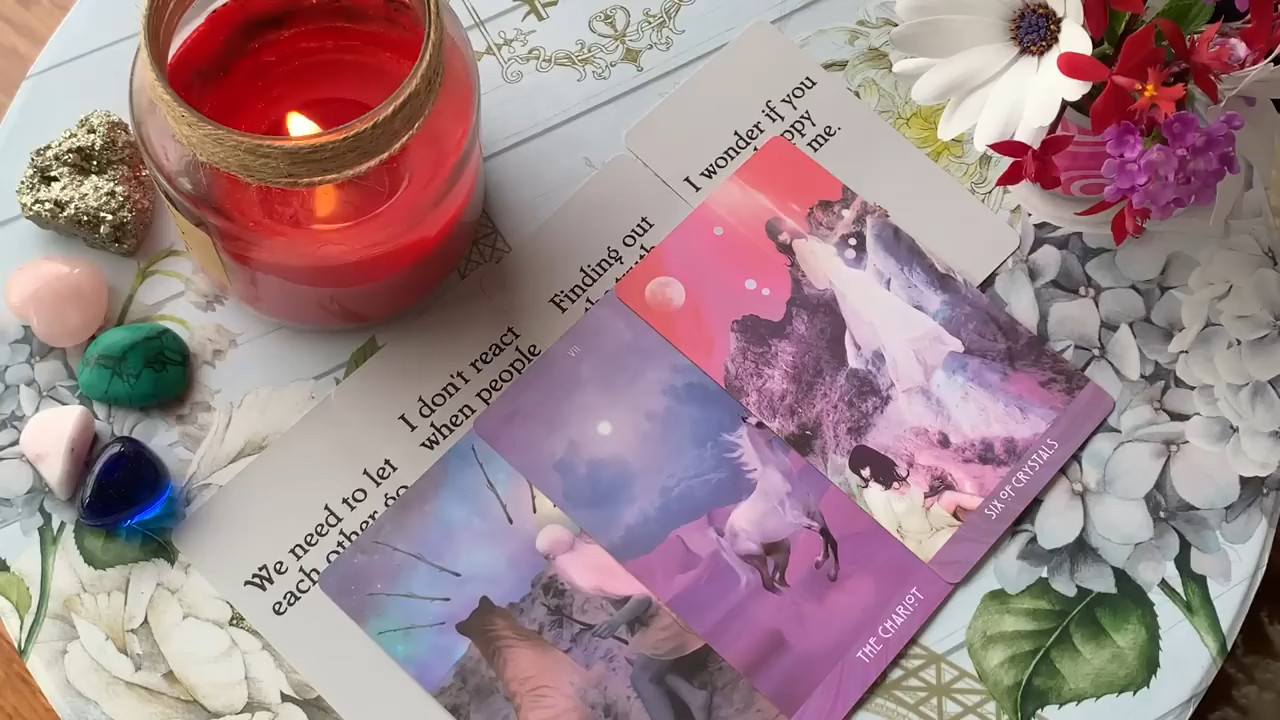 I wonder if you
me.
Finding out
I don't react
when people
We need to let
each other go
VII
SIX OF CRYSTALS
THE CHARIOT